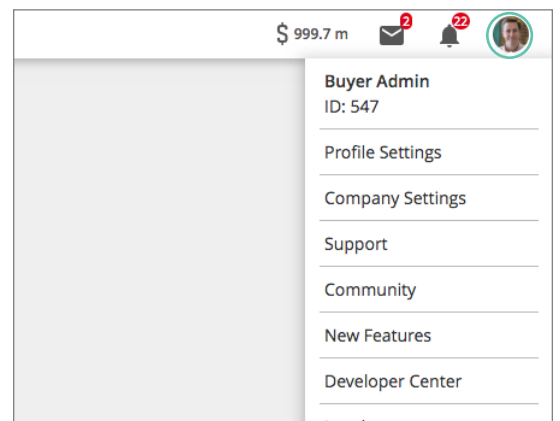 $ 999.7 m 2 22
Buyer Admin
ID: 547
Profile Settings
Company Settings
Support
Community
New Features
Developer Center